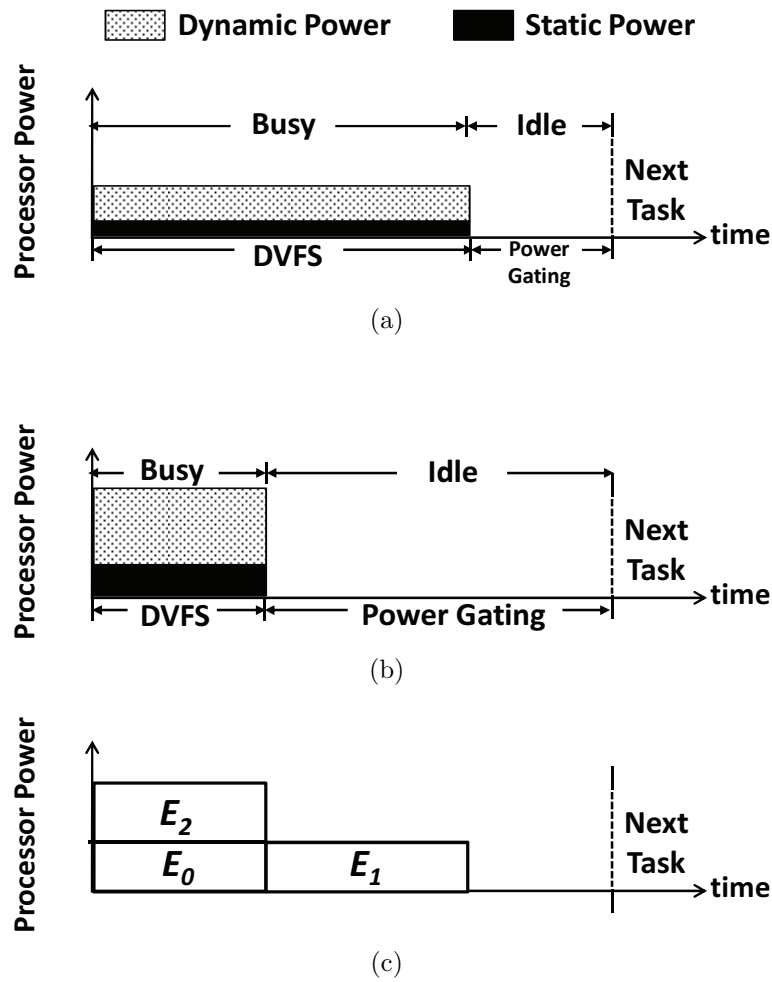 Dynamic Power Static Power
Processor Power
Busy Idle
Next
Task
time
DVFS
Power
Gating
(a)
Processor Power
Busy Idle
Next
Task
time
DVFS Power Gating
(b)
Processor Power
E2
E0 E1
Next
Task
time
(c)